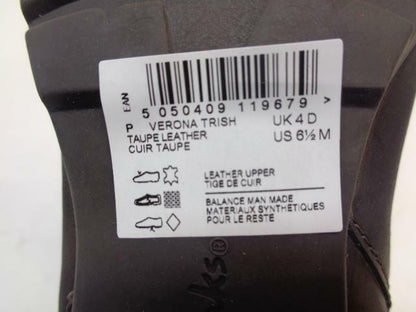 EAN
5 050409 119679 >
P VERONA TRISH UK 4 D
TAUPE LEATHER US 6½ M
CUIR TAUPE
LEATHER UPPER
TIGE DE CUIR
BALANCE MAN MADE
MATERIAUX SYNTHÉTIQUES
POUR LE RESTE